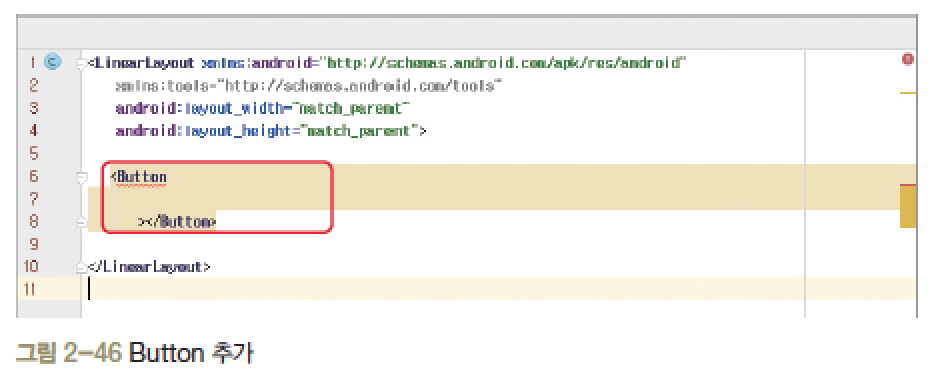 1 C <LinearLayout xmlns:android="http://schemas.android.com/apk/res/android"
2 xmlns:tools="http://schemas.android.com/tools"
3 android:layout_width="match_parent"
4 android:layout_height="match_parent">
5
6 <Button
7
8 ></Button>
9
10 </LinearLayout>
11
그림 2-46 Button 추가